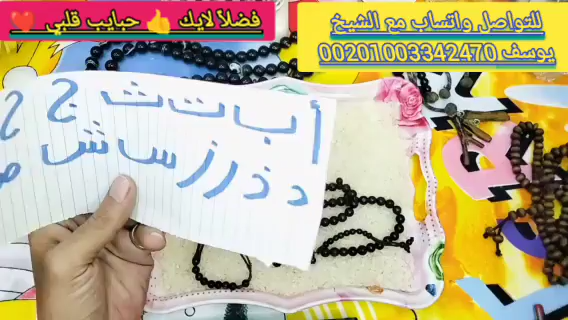 فضلاً لايك 👍 حبايب قلبي ❤️
للتواصل واتساب مع الشيخ
يوسف 00201003342470
أ ب ت ث ج ح
د ذ ر ز س ش ص